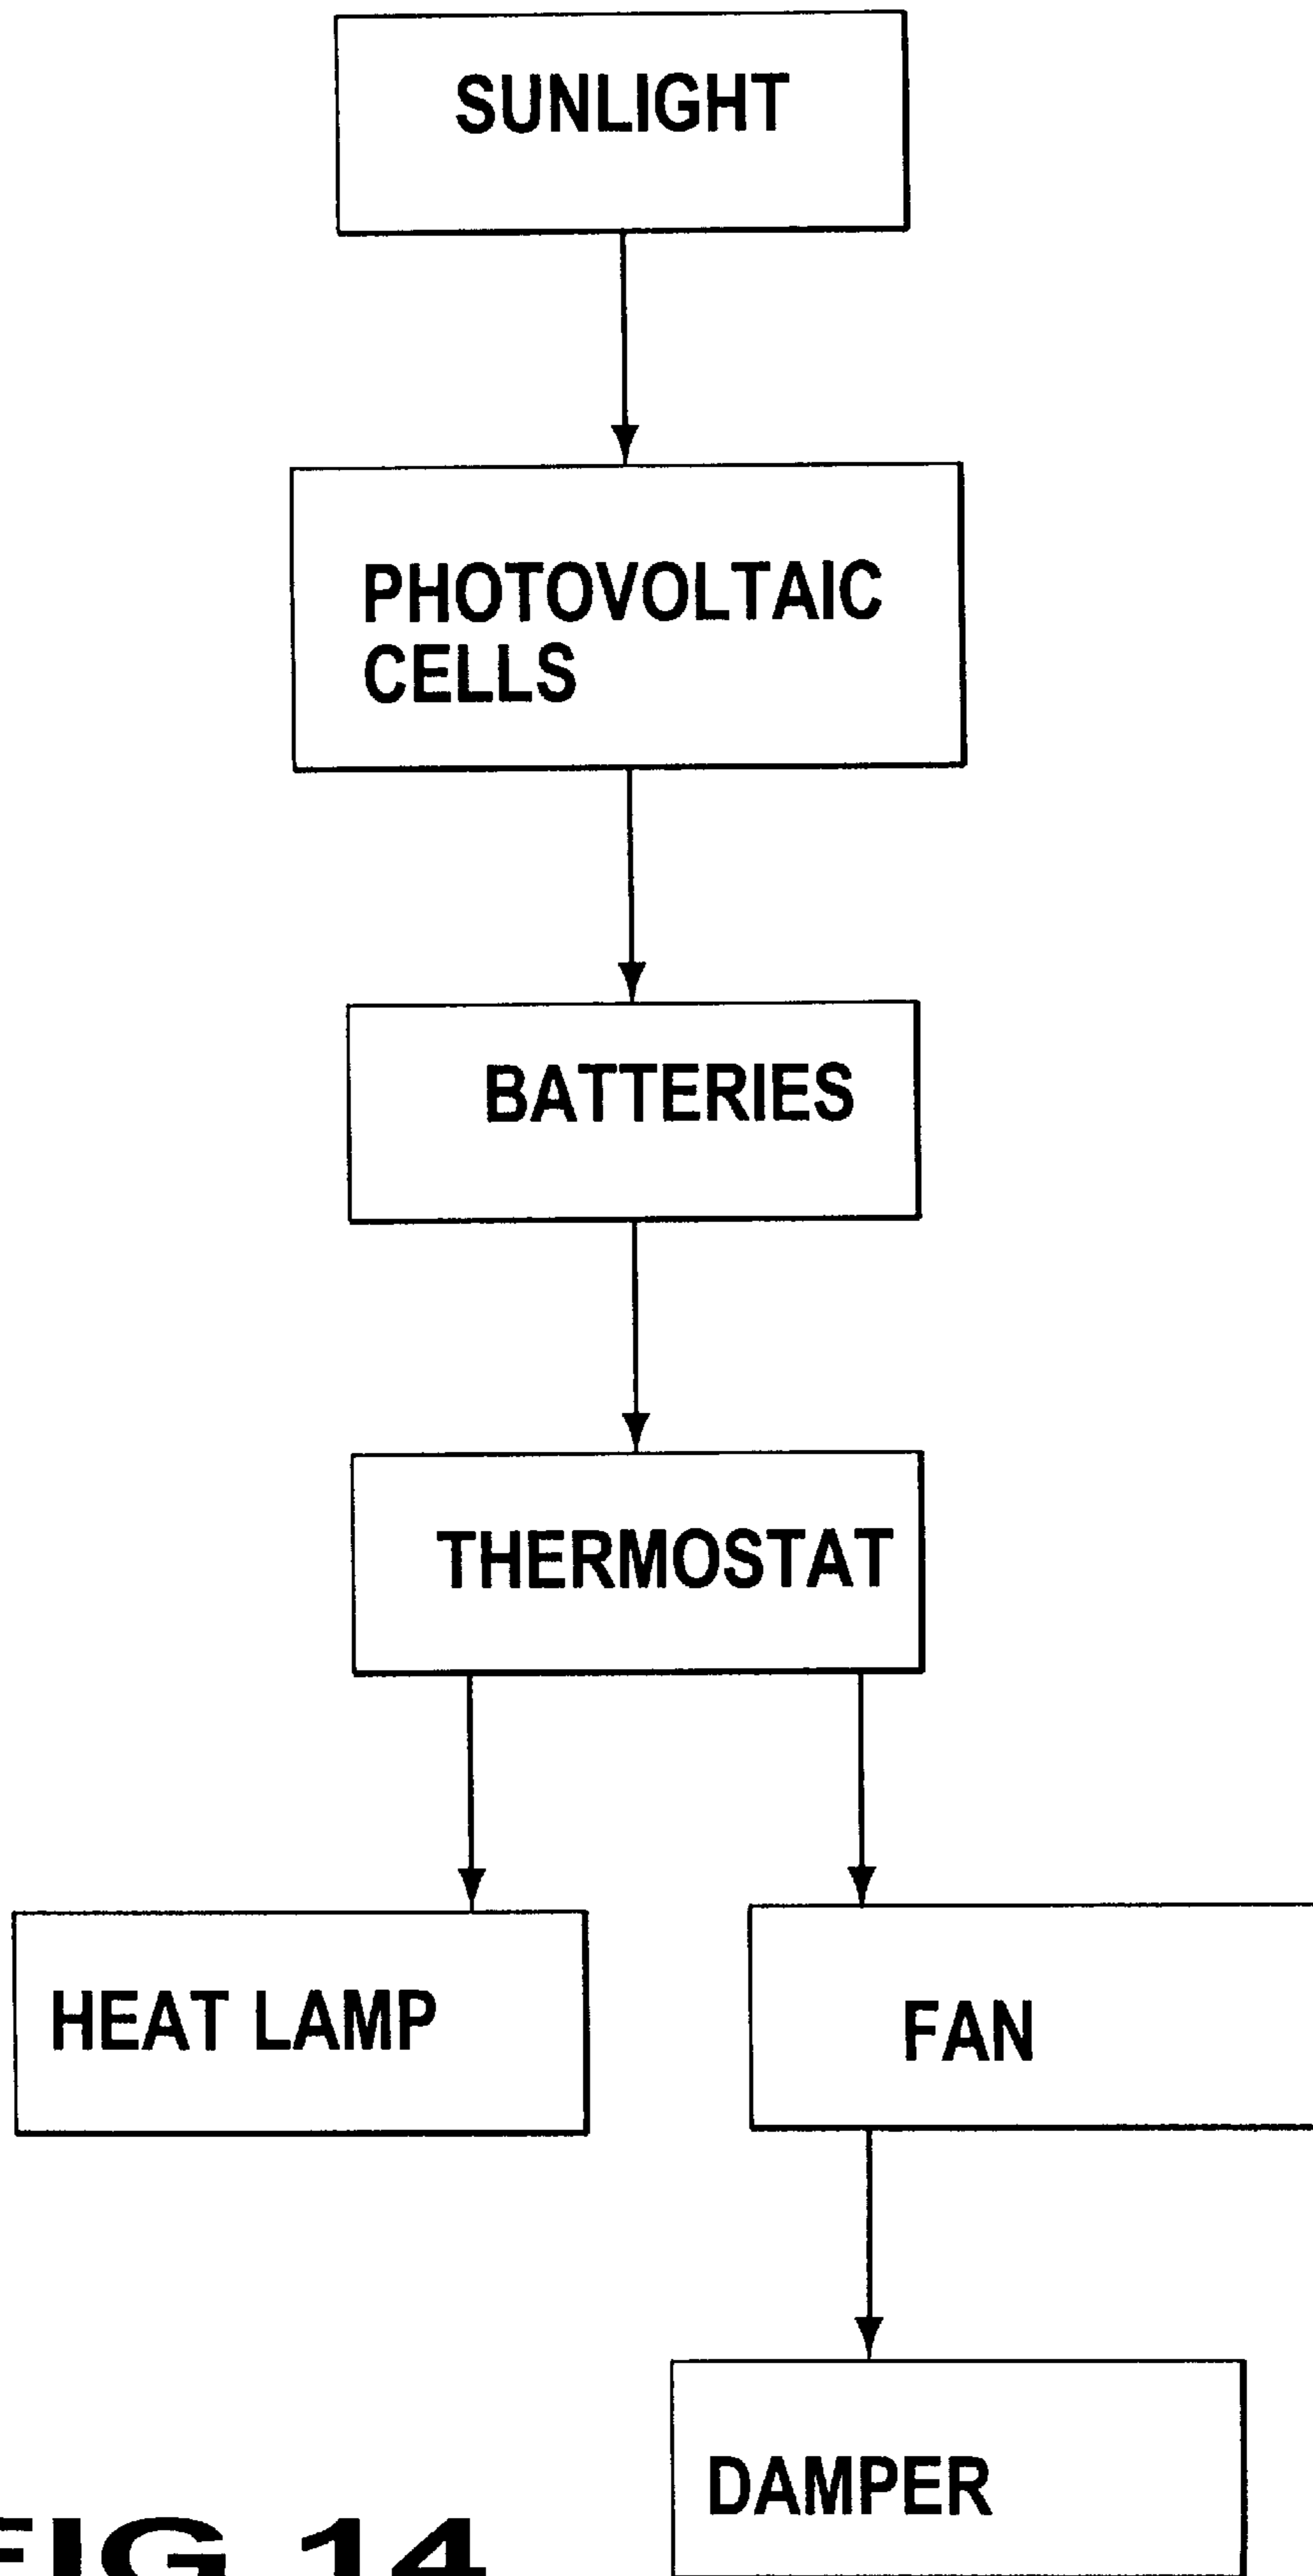 SUNLIGHT
PHOTOVOLTAIC
CELLS
BATTERIES
THERMOSTAT
HEAT LAMP
FAN
DAMPER
FIG 14